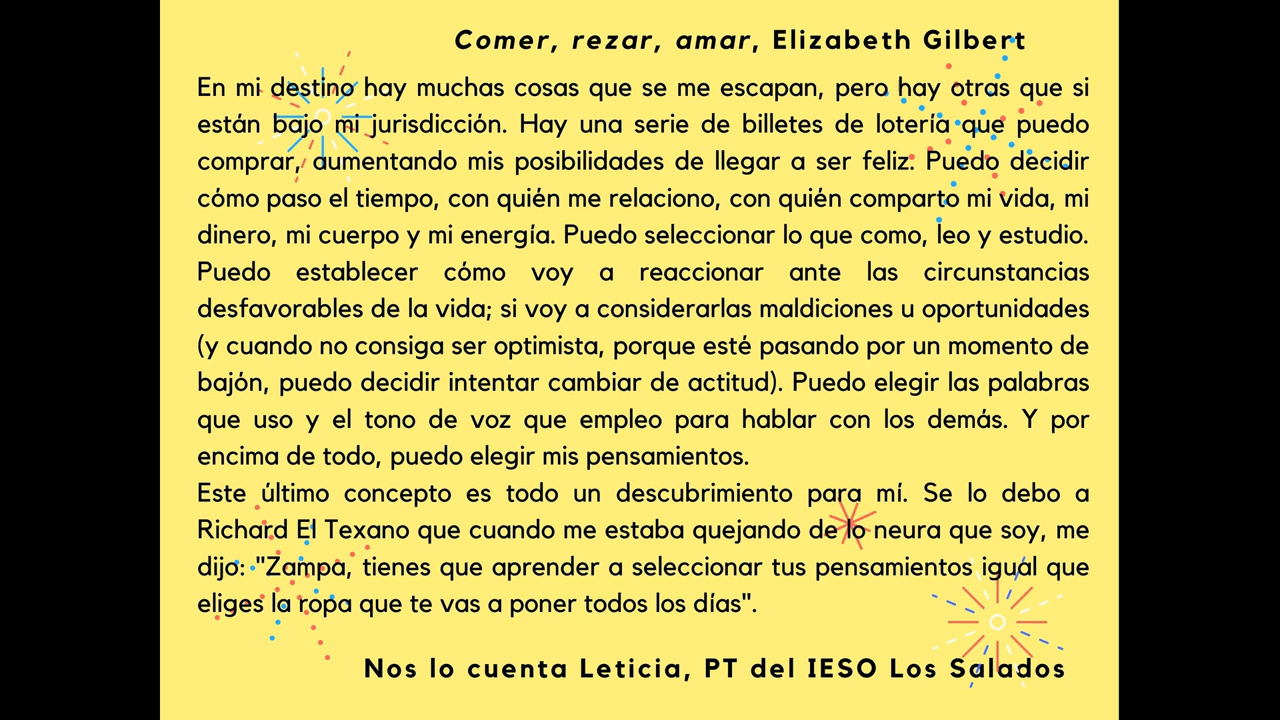 Comer, rezar, amar, Elizabeth Gilbert
En mi destino hay muchas cosas que se me escapan, pero hay otras que si
están bajo mi jurisdicción. Hay una serie de billetes de lotería que puedo
comprar, aumentando mis posibilidades de llegar a ser feliz. Puedo decidir
cómo paso el tiempo, con quién me relaciono, con quién comparto mi vida, mi
dinero, mi cuerpo y mi energía. Puedo seleccionar lo que como, leo y estudio.
Puedo establecer cómo voy a reaccionar ante las circunstancias
desfavorables de la vida; si voy a considerarlas maldiciones u oportunidades
(y cuando no consiga ser optimista, porque esté pasando por un momento de
bajón, puedo decidir intentar cambiar de actitud). Puedo elegir las palabras
que uso y el tono de voz que empleo para hablar con los demás. Y por
encima de todo, puedo elegir mis pensamientos.
Este último concepto es todo un descubrimiento para mí. Se lo debo a
Richard El Texano que cuando me estaba quejando de lo neura que soy, me
dijo: "Zampa, tienes que aprender a seleccionar tus pensamientos igual que
eliges la ropa que te vas a poner todos los días".
Nos lo cuenta Leticia, PT del IESO Los Salados